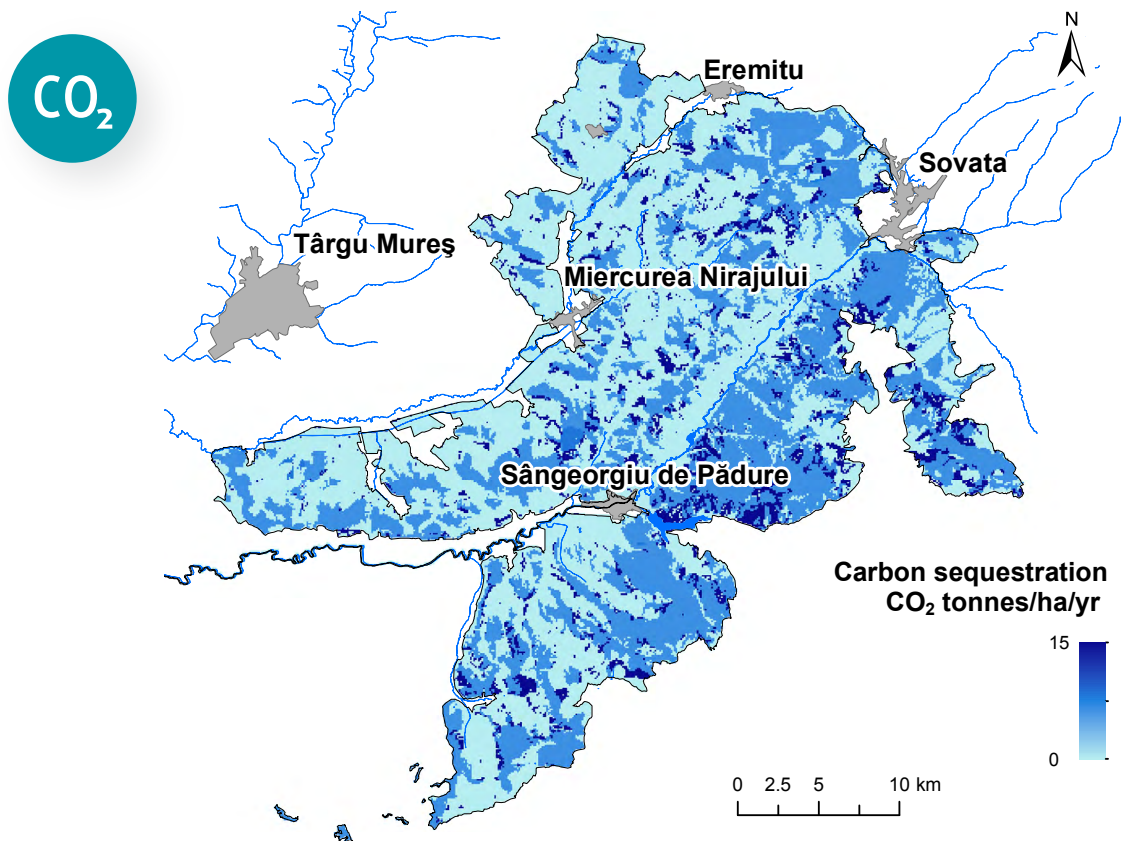 CO₂
N
Eremitu
Sovata
Târgu Mureş
Miercurea Nirajului
Sângeorgiu de Pădure
Carbon sequestration
CO₂ tonnes/ha/yr
15
0
0 2.5 5 10 km